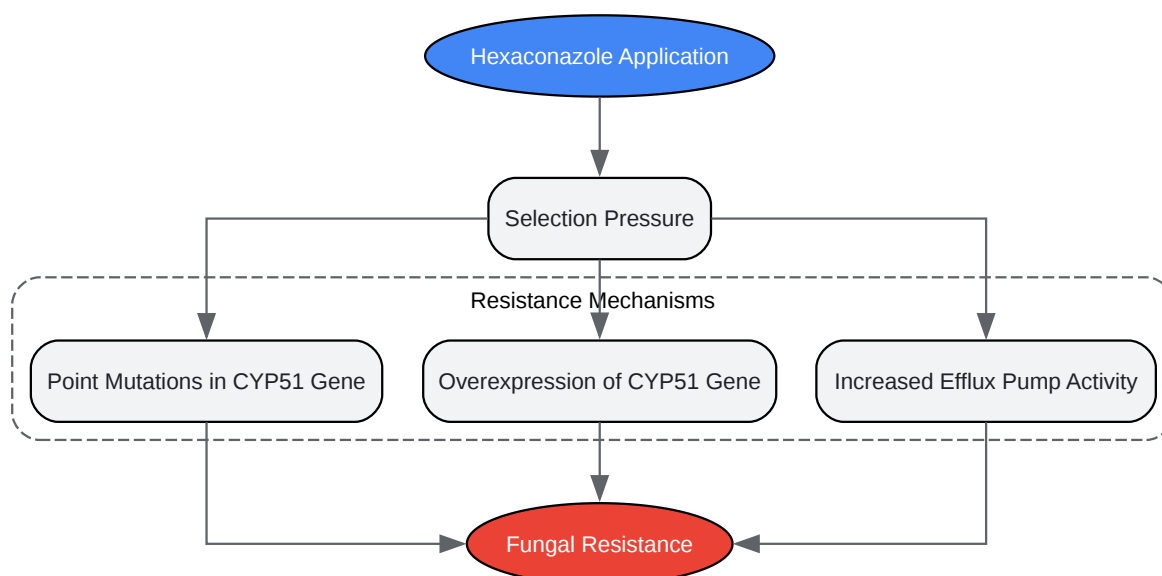 Hexaconazole Application
Selection Pressure
Resistance Mechanisms
Point Mutations in CYP51 Gene
Overexpression of CYP51 Gene
Increased Efflux Pump Activity
Fungal Resistance